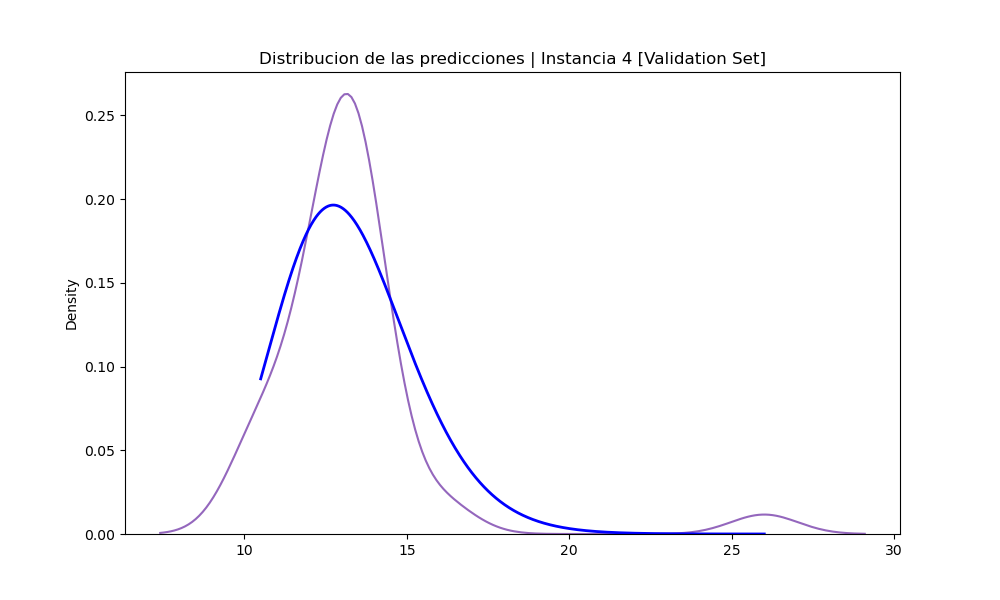 Distribucion de las predicciones | Instancia 4 [Validation Set]
Density
0.25
0.20
0.15
0.10
0.05
0.00
10 15 20 25 30